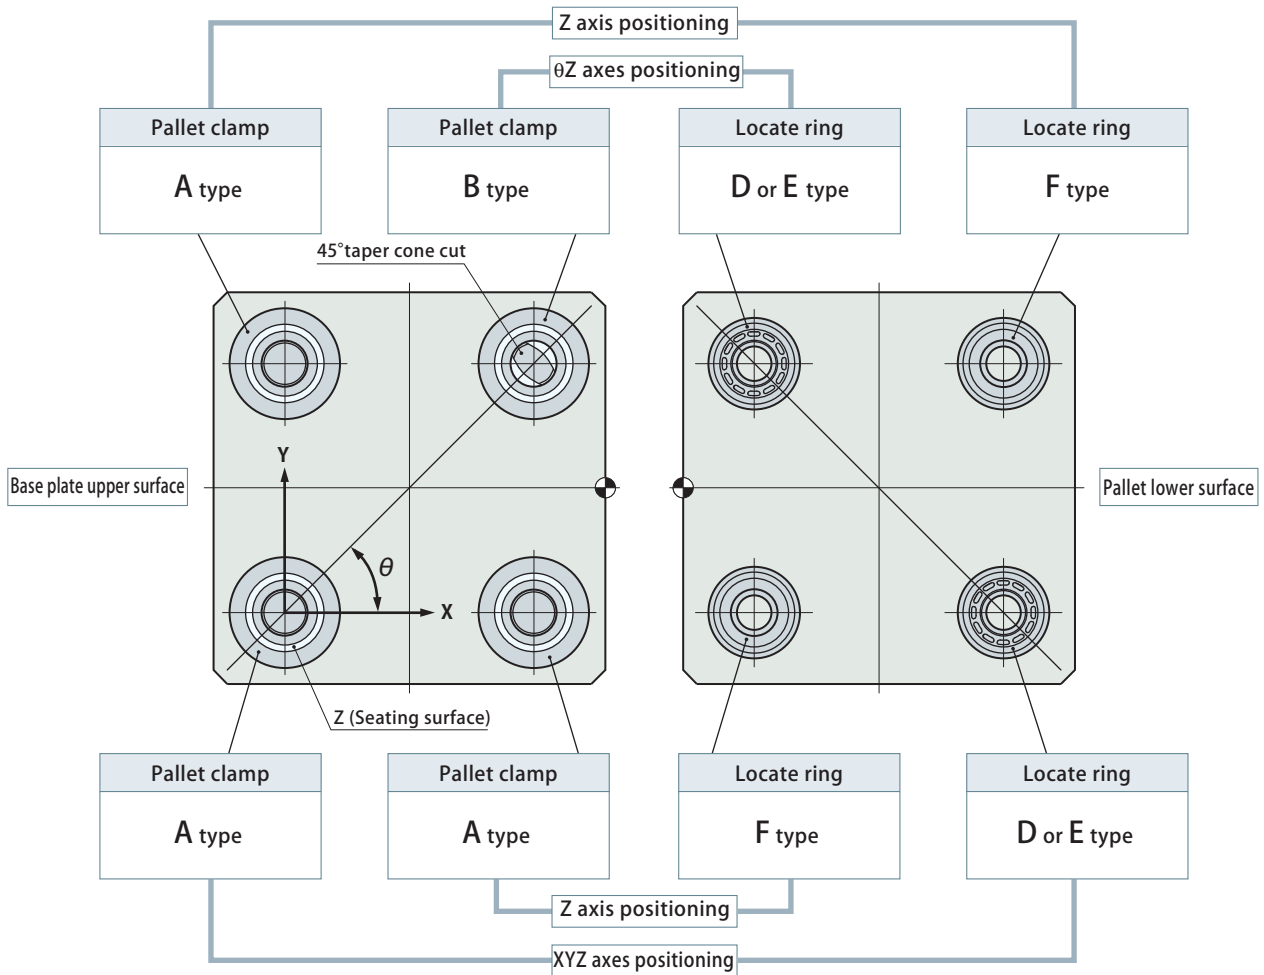 Z axis positioning
θZ axes positioning
Pallet clamp
A type
Pallet clamp
B type
Locate ring
D or E type
Locate ring
F type
45°taper cone cut
Y
θ
X
Base plate upper surface
Pallet lower surface
Z (Seating surface)
Pallet clamp
A type
Pallet clamp
A type
Locate ring
F type
Locate ring
D or E type
Z axis positioning
XYZ axes positioning